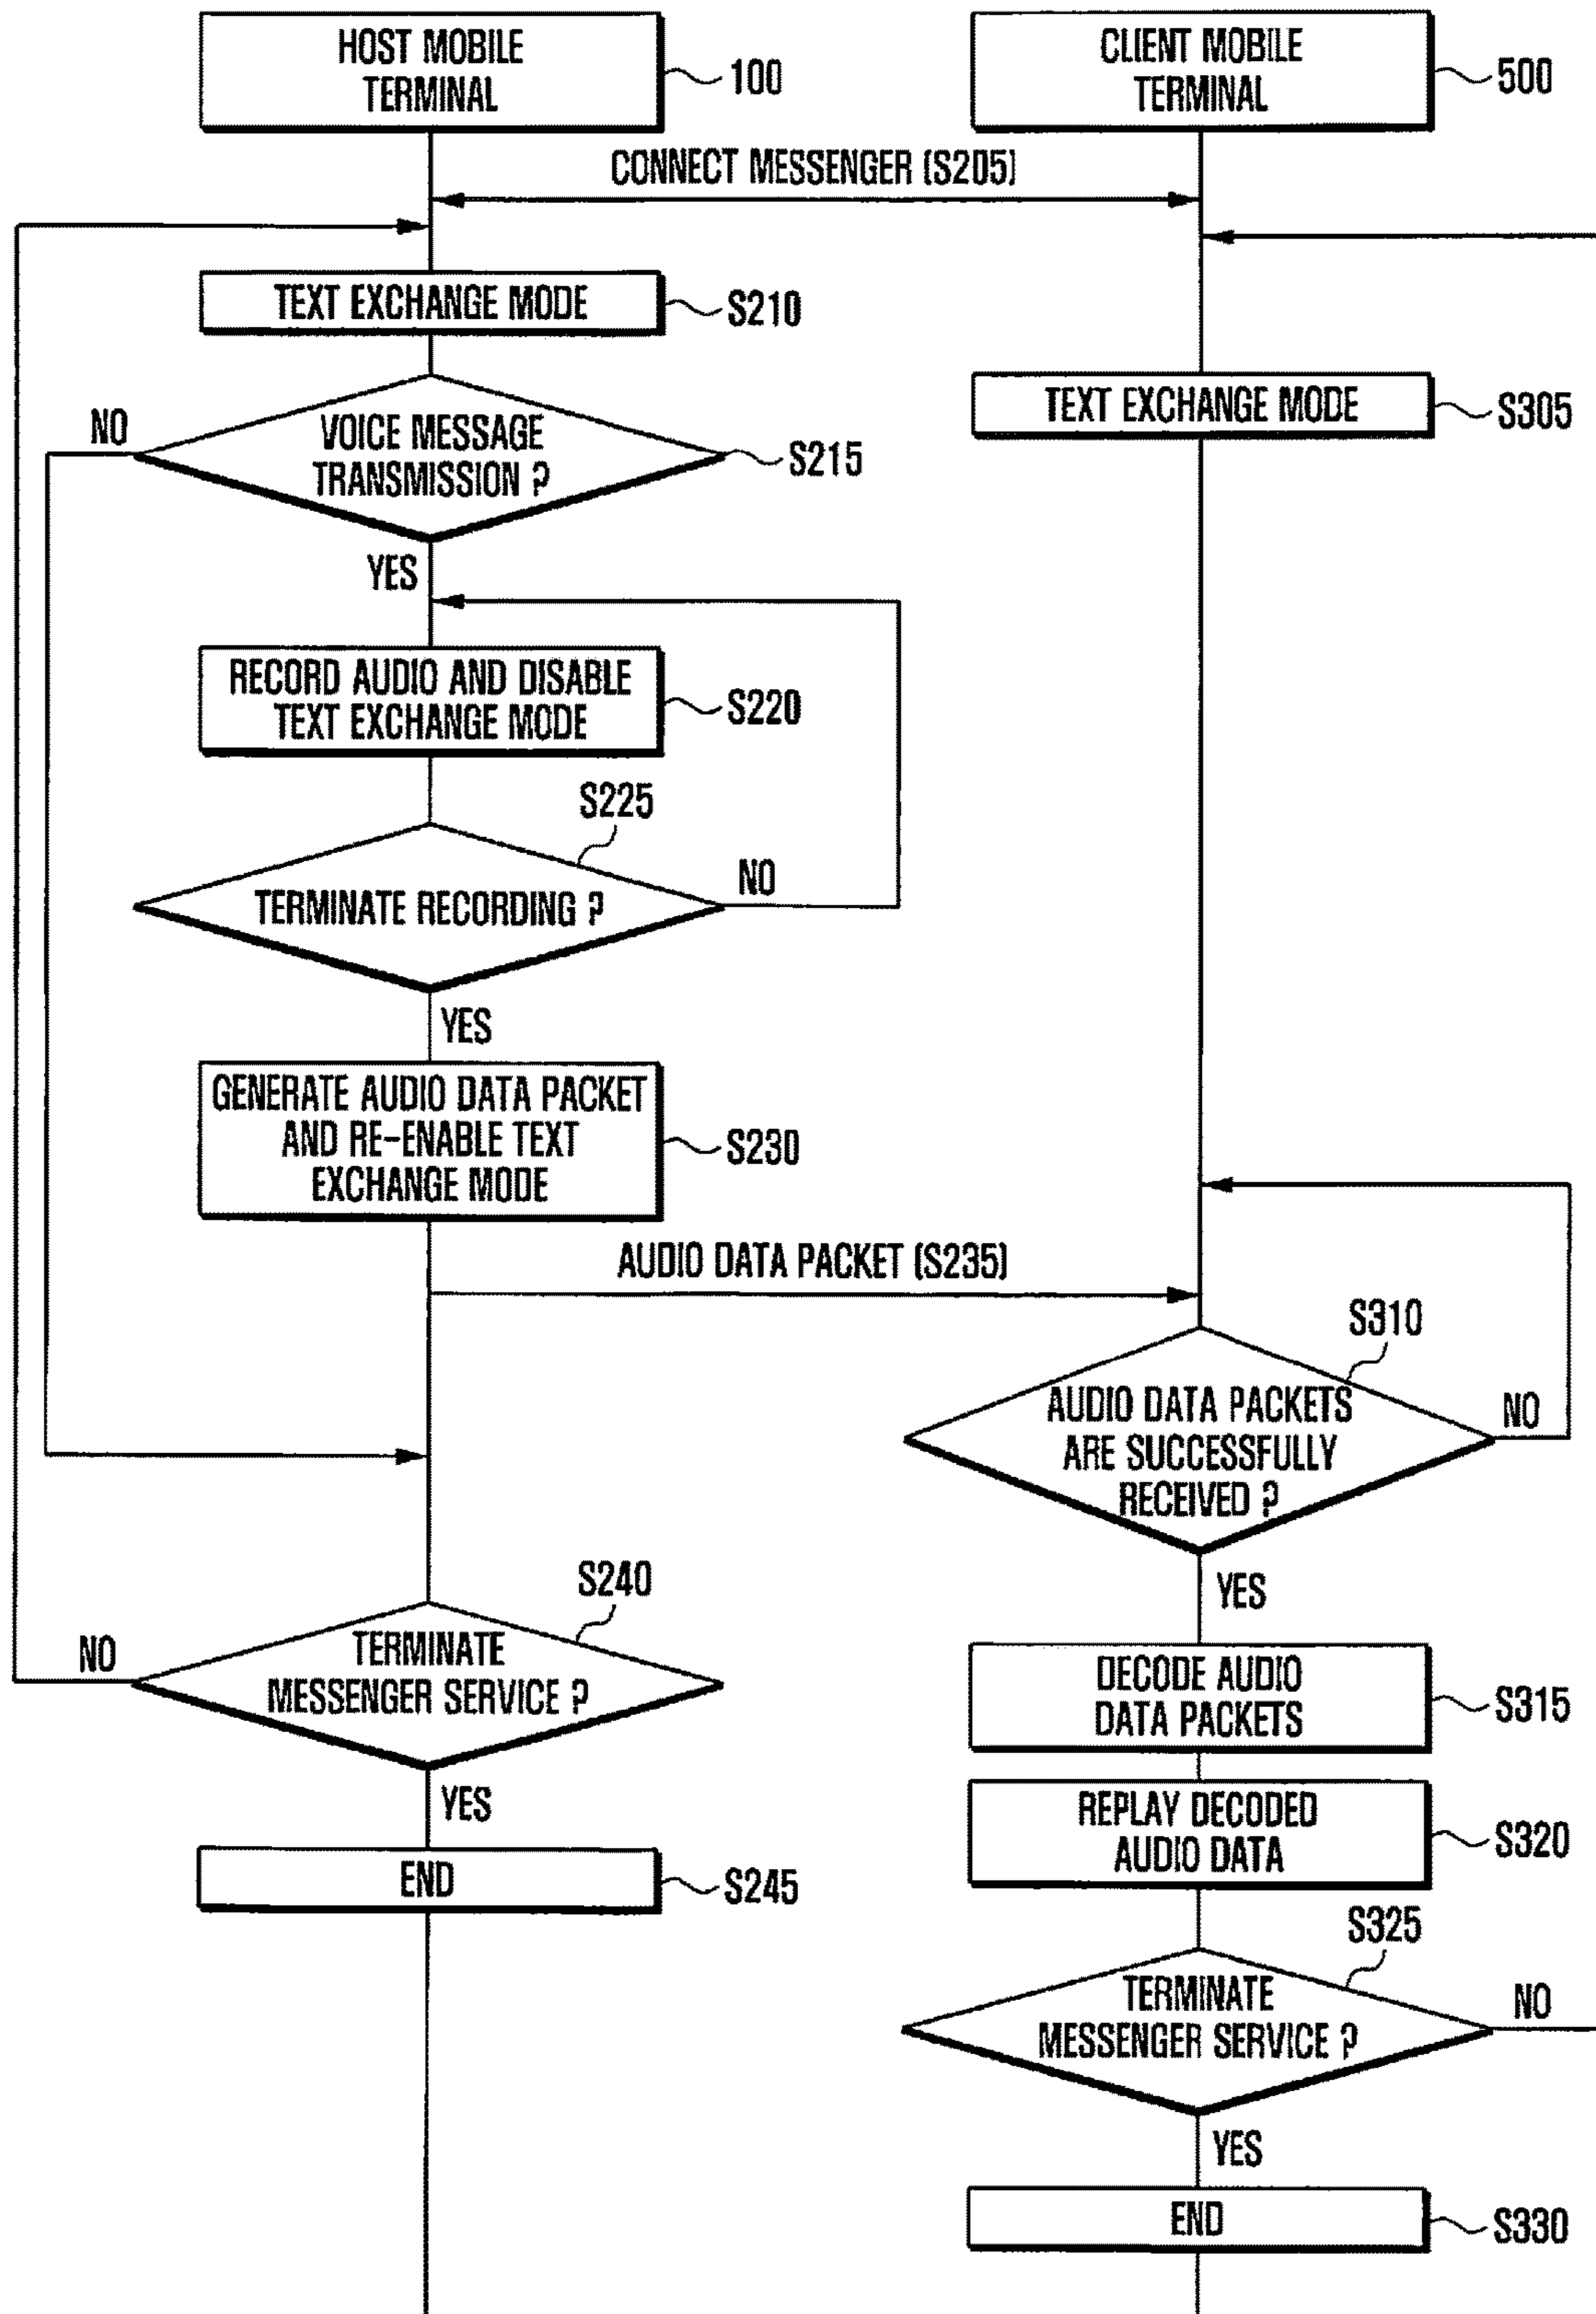 HOST MOBILE
TERMINAL
100
CLIENT MOBILE
TERMINAL
500
CONNECT MESSENGER (S205)
TEXT EXCHANGE MODE
S210
TEXT EXCHANGE MODE
S305
NO
VOICE MESSAGE
TRANSMISSION ?
S215
YES
RECORD AUDIO AND DISABLE
TEXT EXCHANGE MODE
S220
S225
TERMINATE RECORDING ?
NO
YES
GENERATE AUDIO DATA PACKET
AND RE-ENABLE TEXT
EXCHANGE MODE
S230
AUDIO DATA PACKET (S235)
S310
AUDIO DATA PACKETS
ARE SUCCESSFULLY
RECEIVED ?
NO
YES
S240
TERMINATE
MESSENGER SERVICE ?
NO
YES
DECODE AUDIO
DATA PACKETS
S315
REPLAY DECODED
AUDIO DATA
S320
END
S245
S325
TERMINATE
MESSENGER SERVICE ?
NO
YES
END
S330